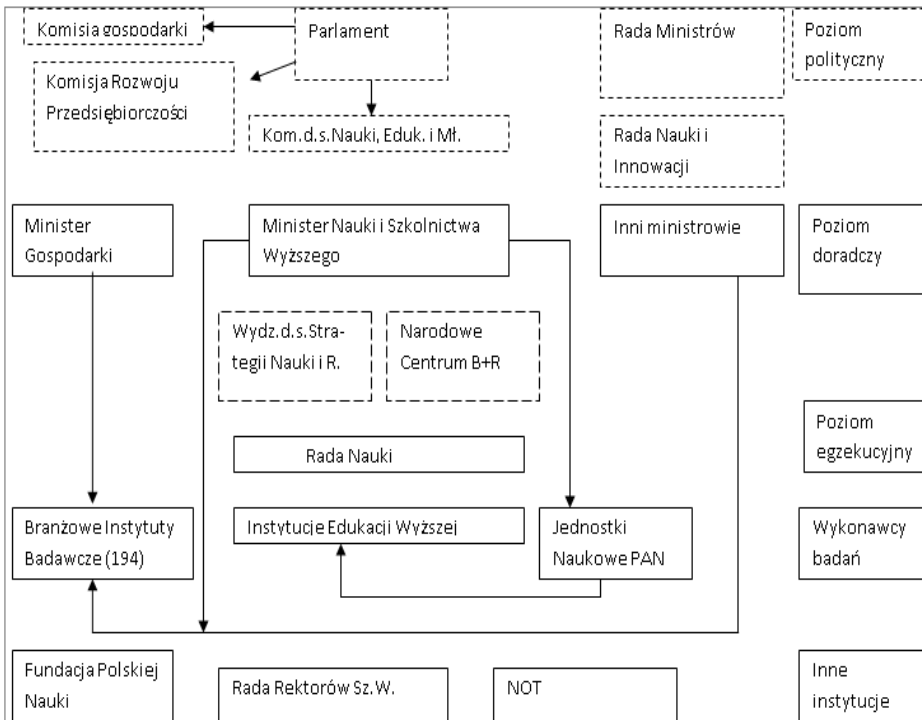 Komisia gospodarki
Parlament
Rada Ministrów
Poziom
polityczny
Komisja Rozwoju
Przedsiębiorczości
Kom. d.s. Nauki, Eduk. i Mł.
Rada Nauki i
Innowacji
Minister
Gospodarki
Minister Nauki i Szkolnictwa
Wyższego
Inni ministrowie
Poziom
doradczy
Wydz. d.s. Stra-
tegii Nauki i R.
Narodowe
Centrum B+R
Poziom
egzekucyjny
Rada Nauki
Branżowe Instytuty
Badawcze (194)
Instytucje Edukacji Wyższej
Jednostki
Naukowe PAN
Wykonawcy
badań
Fundacja Polskiej
Nauki
Rada Rektorów Sz. W.
NOT
Inne
instytucje